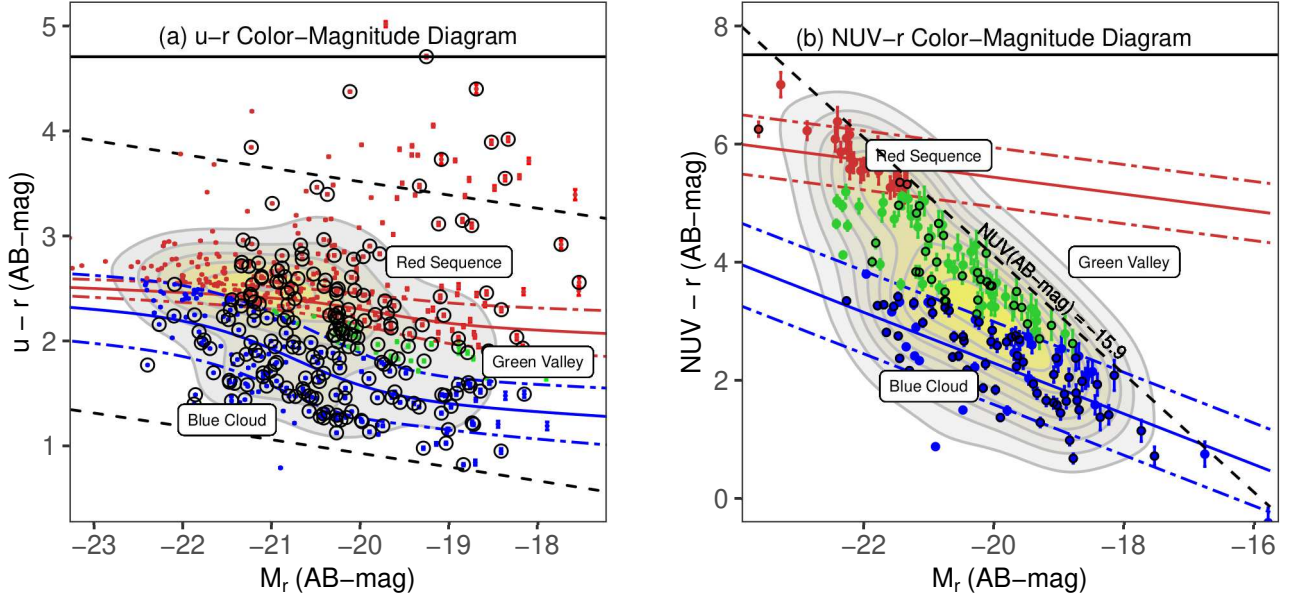 (a) u−r Color−Magnitude Diagram
5
4
3
2
1
u−r (AB−mag)
Red Sequence
Green Valley
Blue Cloud
−23
−22
−21
−20
−19
−18
Mr (AB−mag)
(b) NUV−r Color−Magnitude Diagram
8
6
4
2
0
NUV − r (AB−mag)
Red Sequence
Green Valley
NUV(AB−mag) = −15.9
Blue Cloud
−22
−20
−18
−16
Mr (AB−mag)